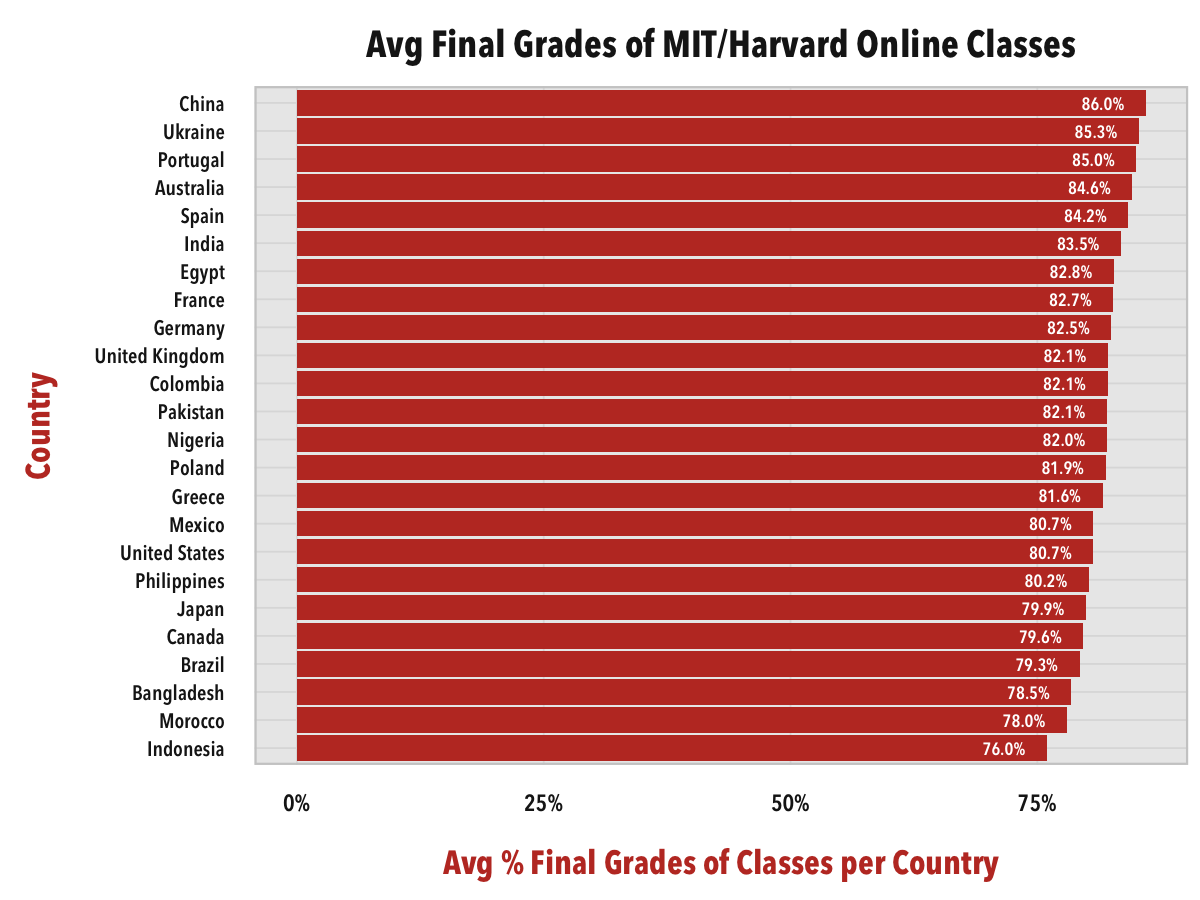 Avg Final Grades of MIT/Harvard Online Classes
Country
China 86.0%
Ukraine 85.3%
Portugal 85.0%
Australia 84.6%
Spain 84.2%
India 83.5%
Egypt 82.8%
France 82.7%
Germany 82.5%
United Kingdom 82.1%
Colombia 82.1%
Pakistan 82.1%
Nigeria 82.0%
Poland 81.9%
Greece 81.6%
Mexico 80.7%
United States 80.7%
Philippines 80.2%
Japan 79.9%
Canada 79.6%
Brazil 79.3%
Bangladesh 78.5%
Morocco 78.0%
Indonesia 76.0%
0% 25% 50% 75%
Avg % Final Grades of Classes per Country